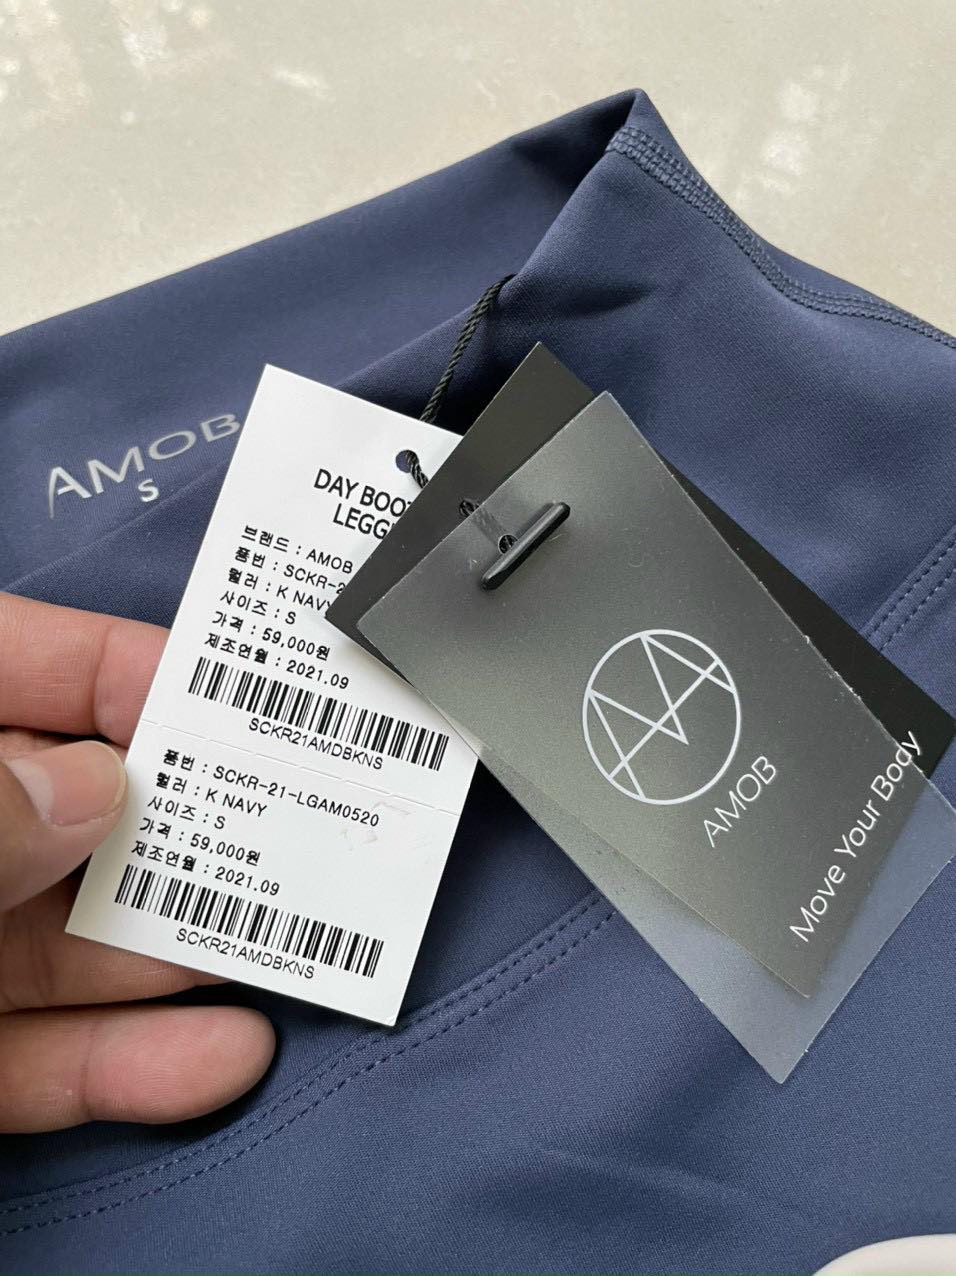 AMOB
S
DAY
브랜드 : AMOB
품번 : SCKR-2
컬러 : K NAVY
사이즈 : S
가격 : 59,000원
제조연월 : 2021.09
SCKR21AMDBKNS
품번 : SCKR-21-LGAM0520
컬러 : K NAVY
사이즈 : S
가격 : 59,000원
제조연월 : 2021.09
SCKR21AMDBKNS
AMOB
Move Your Body